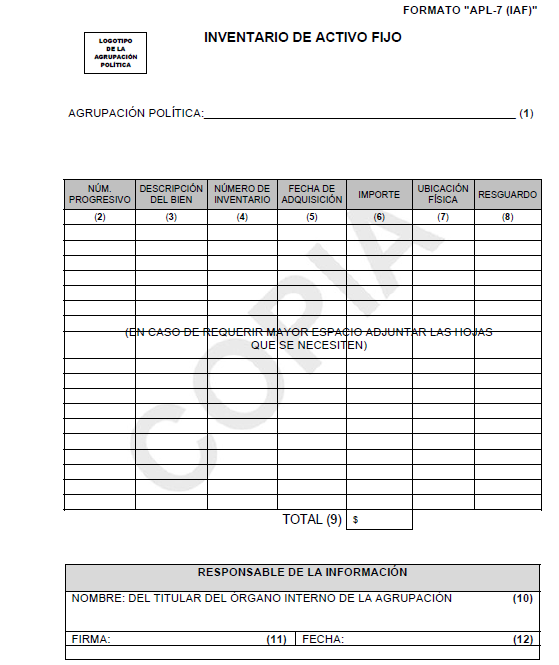 FORMATO "APL-7 (IAF)"
INVENTARIO DE ACTIVO FIJO
LOGOTIPO
DE LA
AGRUPACIÓN
POLÍTICA
AGRUPACIÓN POLÍTICA: (1)
NÚM. PROGRESIVO DESCRIPCIÓN DEL BIEN NÚMERO DE INVENTARIO FECHA DE ADQUISICIÓN IMPORTE UBICACIÓN FÍSICA RESGUARDO
(2) (3) (4) (5) (6) (7) (8)
COPIA
(EN CASO DE REQUERIR MAYOR ESPACIO ADJUNTAR LAS HOJAS
QUE SE NECESITEN)
TOTAL (9) $
RESPONSABLE DE LA INFORMACIÓN
NOMBRE: DEL TITULAR DEL ÓRGANO INTERNO DE LA AGRUPACIÓN (10)
FIRMA: (11) FECHA: (12)